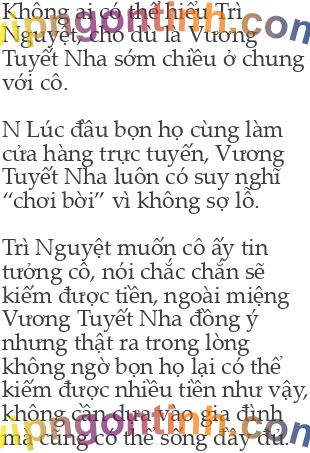 Không ai có thể hiểu Trì
Nguyệt, cho dù là Vương
Tuyết Nha sớm chiều ở chung
với cô.
N Lúc đầu bọn họ cùng làm
cửa hàng trực tuyến, Vương
Tuyết Nha luôn có suy nghĩ
“chơi bời” vì không sợ lỗ.
Trì Nguyệt muốn cô ấy tin
tưởng cô, nói chắc chắn sẽ
kiếm được tiền, ngoài miệng
Vương Tuyết Nha đồng ý
nhưng thật ra trong lòng
không ngờ bọn họ lại có thể
kiếm được nhiều tiền như vậy,
không cần dựa vào gia đình
mà cũng có thể sống đầy đủ.
vipngontinh.com
vipngontinh.com